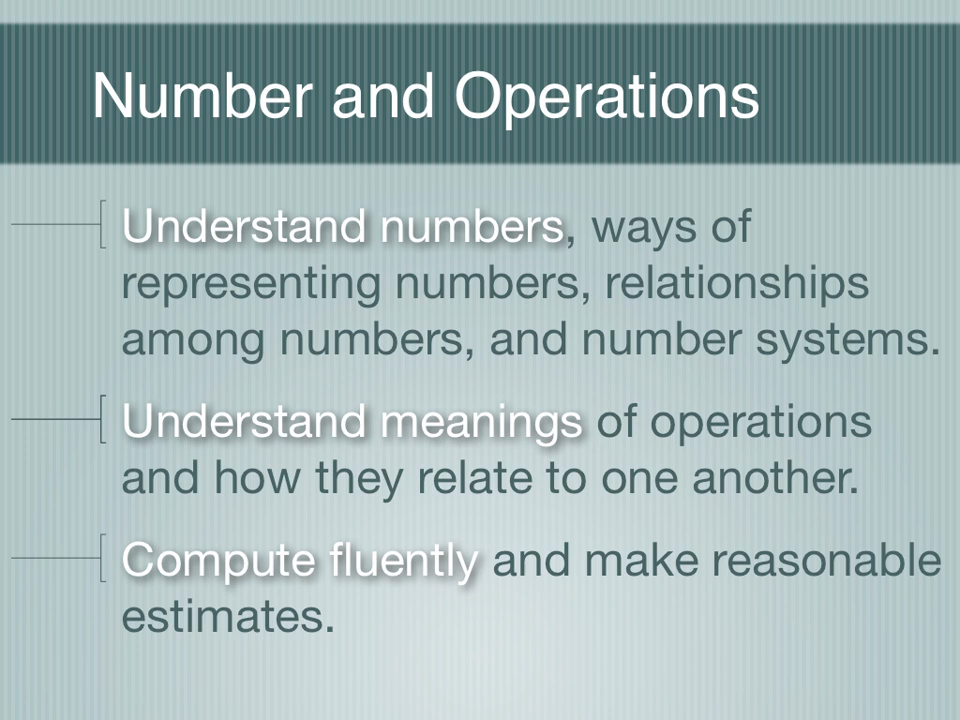 Number and Operations
Understand numbers, ways of
representing numbers, relationships
among numbers, and number systems.
Understand meanings of operations
and how they relate to one another.
Compute fluently and make reasonable
estimates.